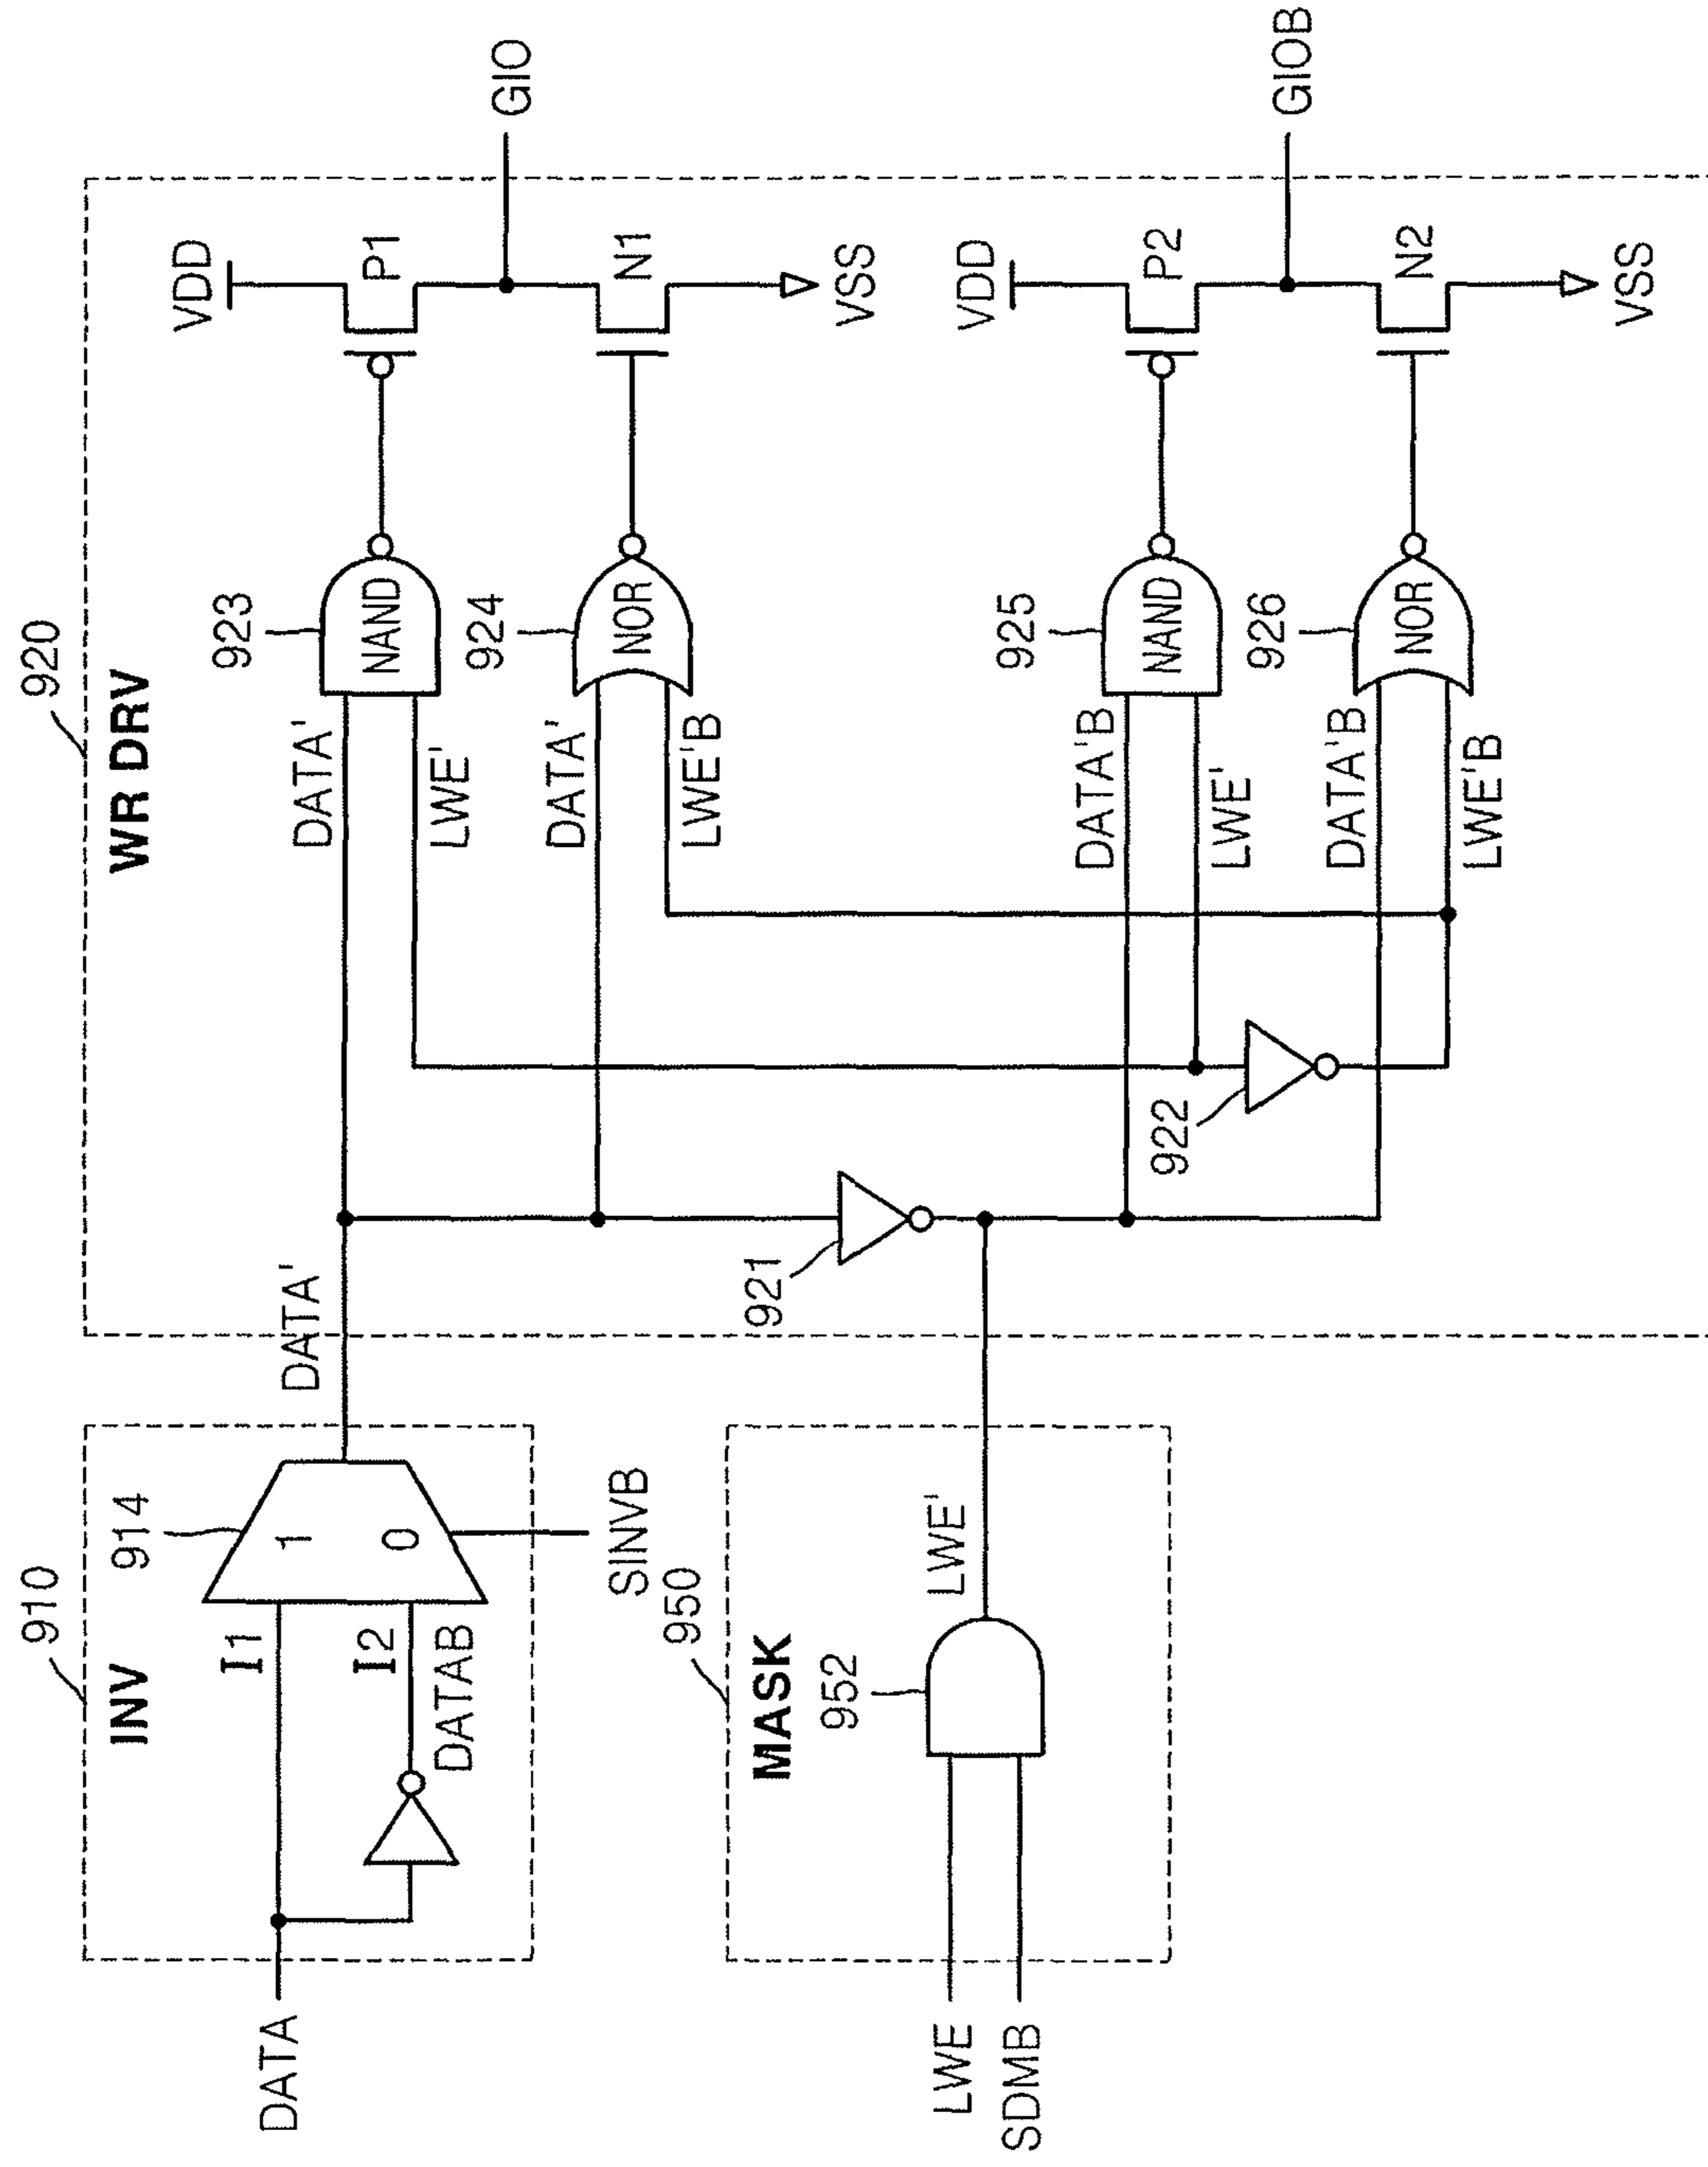 910
INV
914
DATA
I1
I2
DATAB
1
0
SINVB
DATA'
950
MASK
952
LWE
SDMB
LWE'
920
WR DRV
921
922
DATA'
LWE'
923
NAND
VDD
P1
GIO
DATA'
LWE'B
924
NOR
N1
VSS
DATA'B
LWE'
925
NAND
VDD
P2
GIOB
DATA'B
LWE'B
926
NOR
N2
VSS